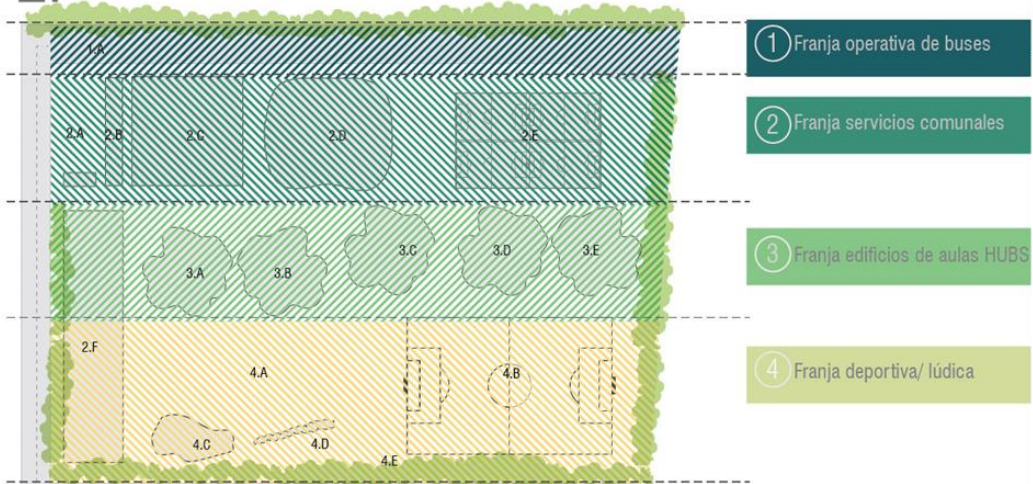 1.A
1 Franja operativa de buses
2.A 2.B 2.C 2.D 2.E
2 Franja servicios comunales
3.A 3.B 3.C 3.D 3.E
3 Franja edificios de aulas HUBS
2.F 4.A 4.B
4 Franja deportiva/ lúdica
4.C 4.D 4.E